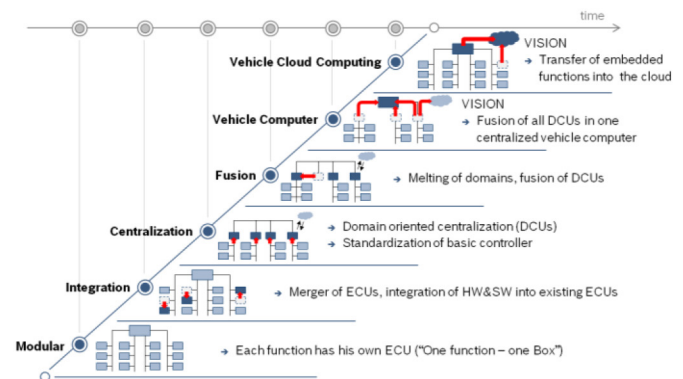 time
Vehicle Cloud Computing
VISION
→ Transfer of embedded
functions into the cloud
Vehicle Computer
VISION
→ Fusion of all DCUs in one
centralized vehicle computer
Fusion
→ Melting of domains, fusion of DCUs
Centralization
→ Domain oriented centralization (DCUs)
→ Standardization of basic controller
Integration
→ Merger of ECUs, integration of HW&SW into existing ECUs
Modular
→ Each function has his own ECU (“One function – one Box”)